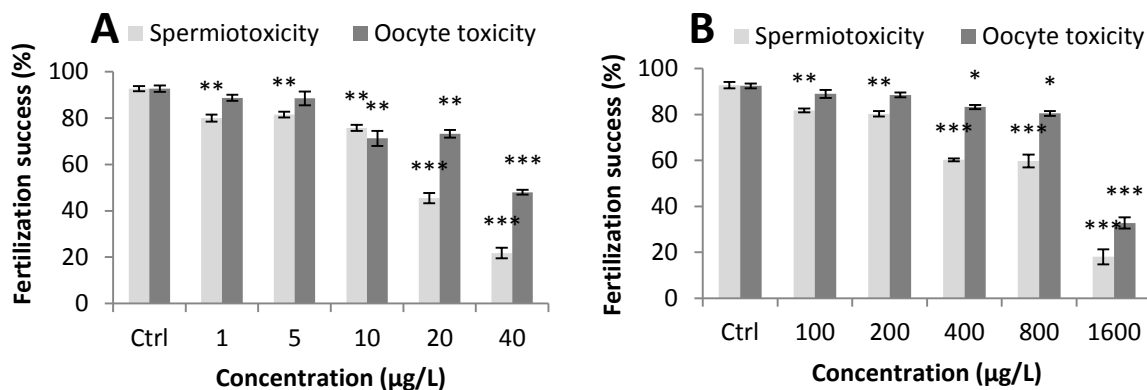 A
Spermiotoxicity Oocyte toxicity
Fertilization success (%)
100
80
60
40
20
0
** ** ** ** ** *** *** ***
Ctrl 1 5 10 20 40
Concentration (µg/L)
B
Spermiotoxicity Oocyte toxicity
Fertilization success (%)
100
80
60
40
20
0
** ** *** * *** * *** ***
Ctrl 100 200 400 800 1600
Concentration (µg/L)